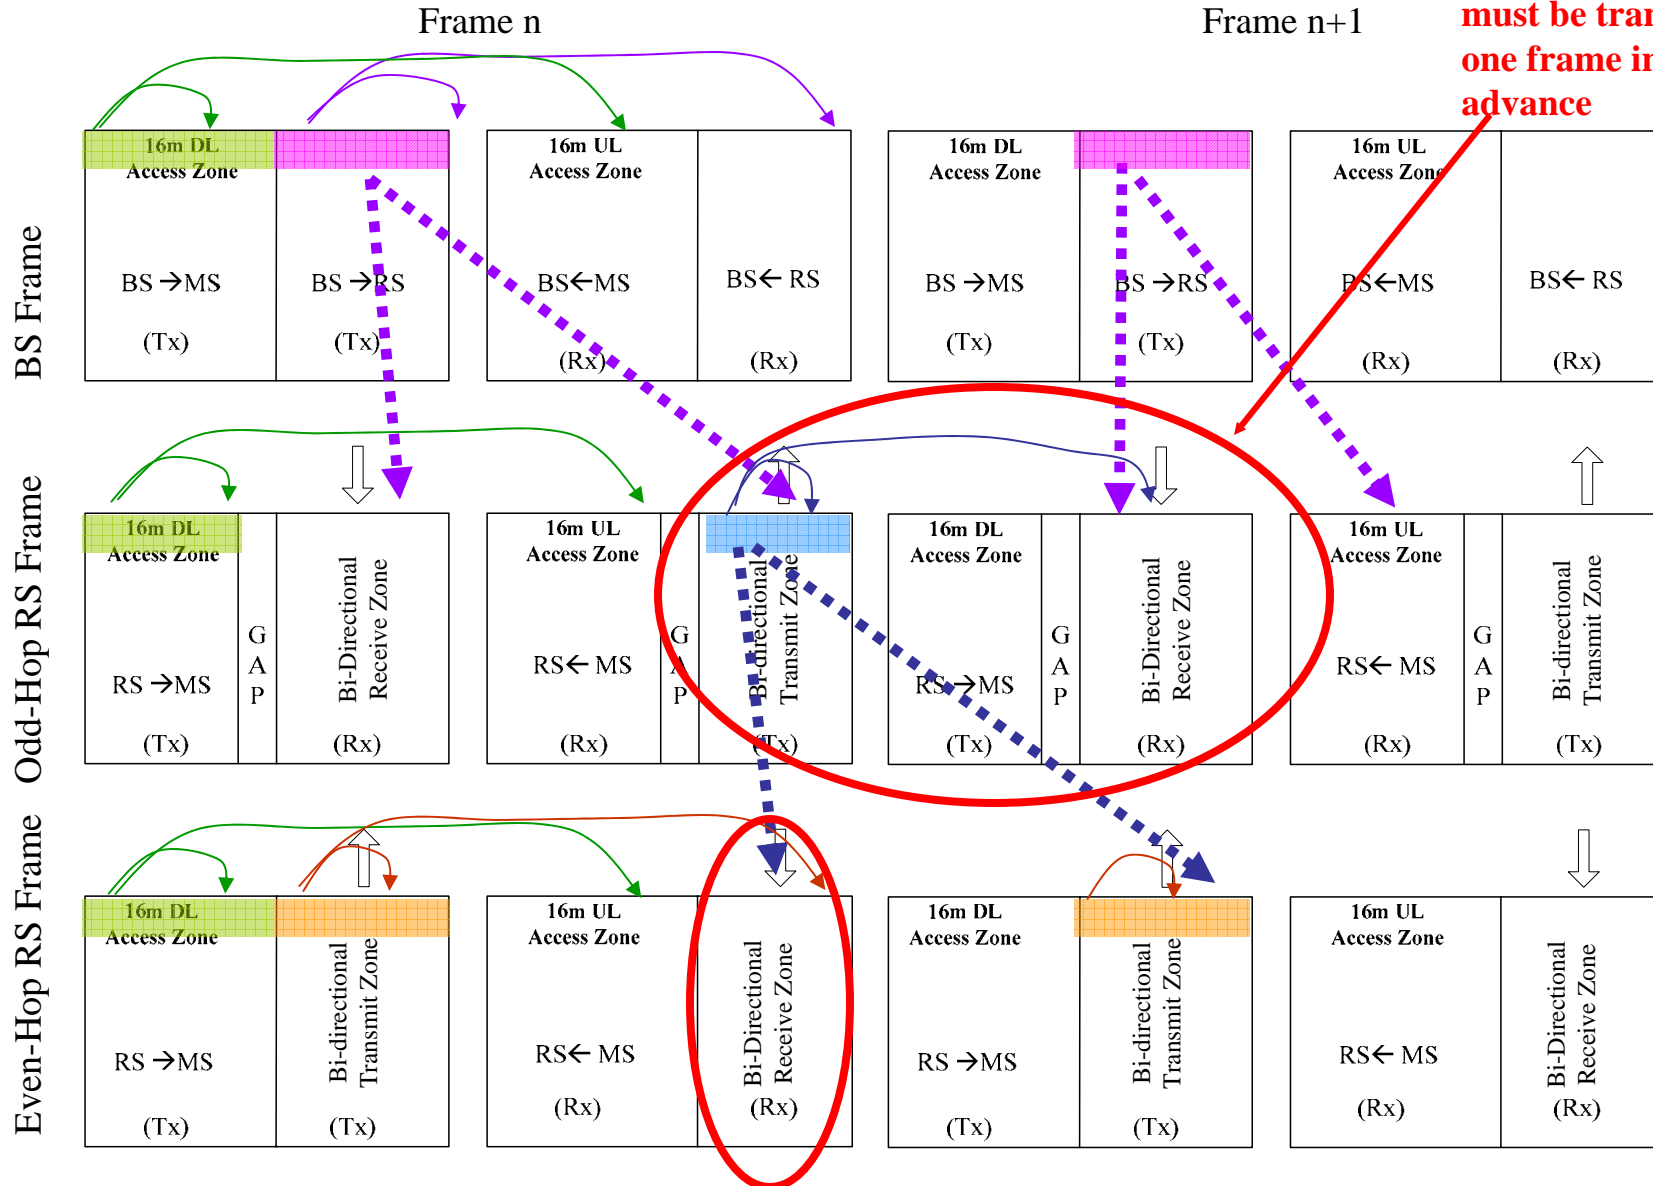 Frame n
Frame n+1
one frame in
advance
BS Frame
16m DL
Access Zone
BS →MS
(Tx)
BS →RS
(Tx)
16m UL
Access Zone
BS← MS
(Rx)
BS← RS
(Rx)
16m DL
Access Zone
BS →MS
(Tx)
BS →RS
(Tx)
16m UL
Access Zone
BS← MS
(Rx)
BS← RS
(Rx)
Odd-Hop RS Frame
16m DL
Access Zone
RS →MS
(Tx)
G
A
P
Bi-Directional
Receive Zone
(Rx)
16m UL
Access Zone
RS← MS
(Rx)
G
A
P
Bi-directional
Transmit Zone
(Tx)
16m DL
Access Zone
RS →MS
(Tx)
G
A
P
Bi-Directional
Receive Zone
(Rx)
16m UL
Access Zone
RS← MS
(Rx)
G
A
P
Bi-directional
Transmit Zone
(Tx)
Even-Hop RS Frame
16m DL
Access Zone
RS →MS
(Tx)
Bi-directional
Transmit Zone
(Tx)
16m UL
Access Zone
RS← MS
(Rx)
Bi-Directional
Receive Zone
(Rx)
16m DL
Access Zone
RS →MS
(Tx)
Bi-directional
Transmit Zone
(Tx)
16m UL
Access Zone
RS← MS
(Rx)
Bi-Directional
Receive Zone
(Rx)
must be